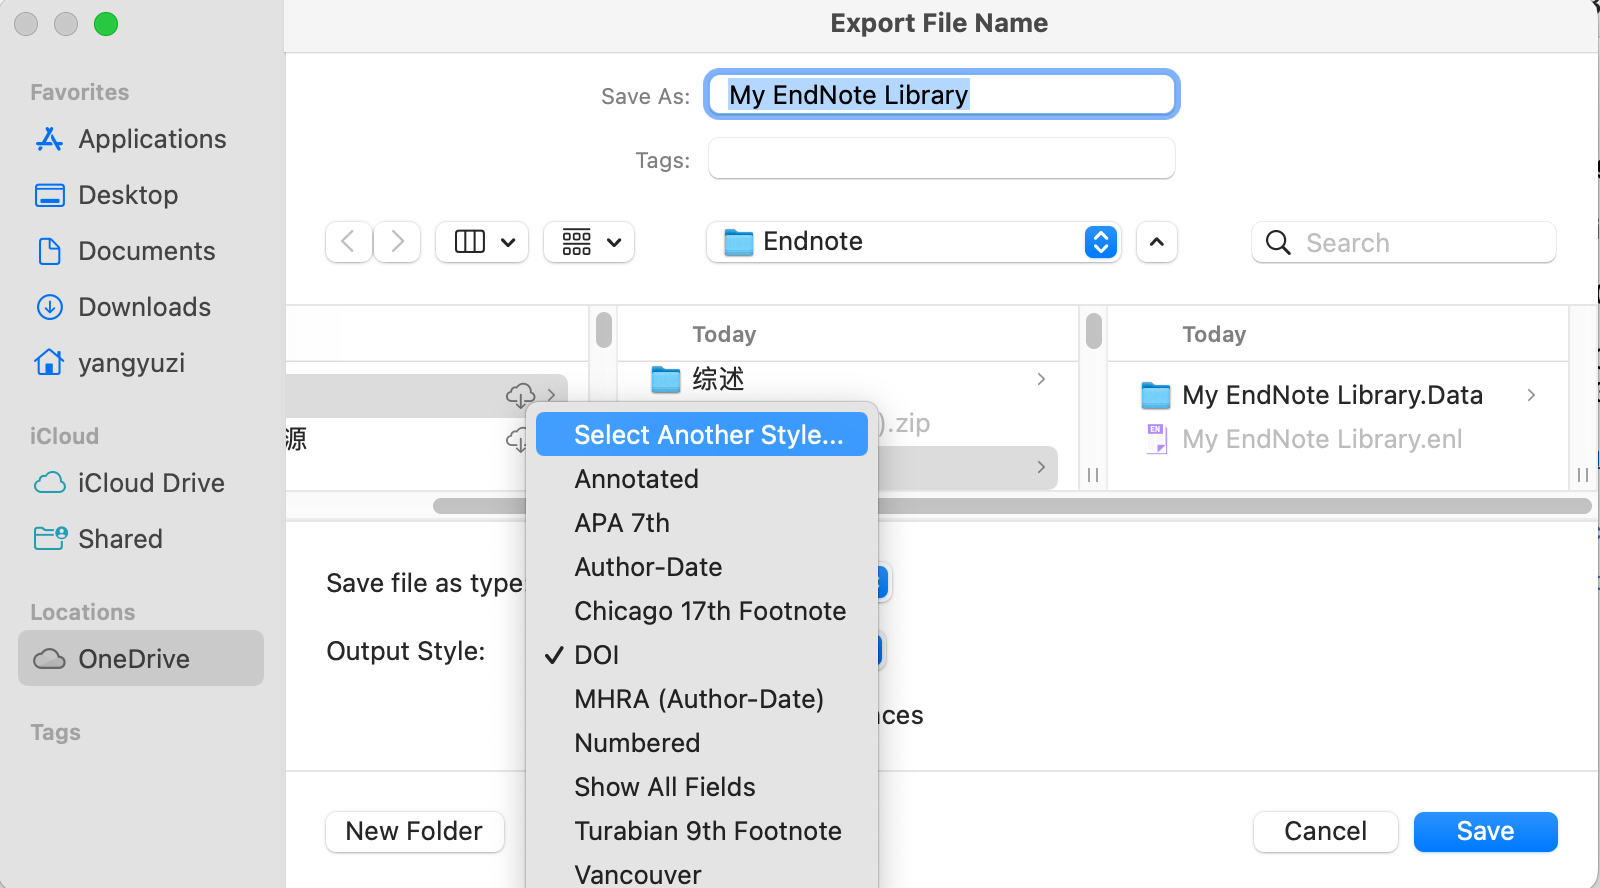 Export File Name
Favorites
Applications
Desktop
Documents
Downloads
yangyuzi
iCloud
iCloud Drive
Shared
Locations
OneDrive
Tags
Save As: My EndNote Library
Tags:
Endnote
Search
Today
Today
综述
).zip
源
My EndNote Library.Data
EN
My EndNote Library.enl
Save file as type:
Output Style:
Select Another Style...
Annotated
APA 7th
Author-Date
Chicago 17th Footnote
DOI
MHRA (Author-Date)
Numbered
Show All Fields
Turabian 9th Footnote
Vancouver
New Folder
Cancel
Save